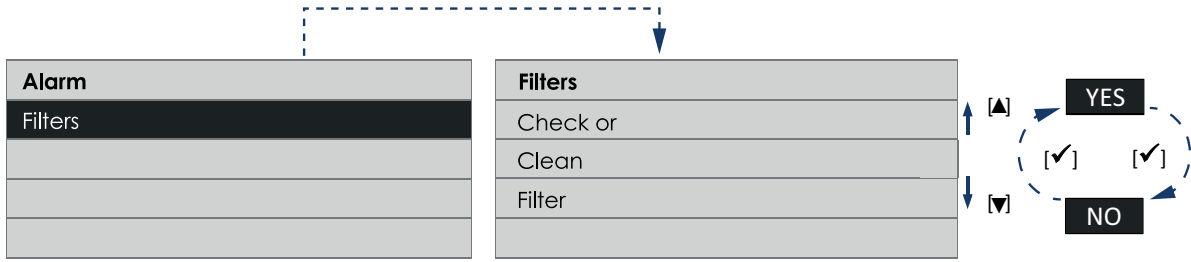 Alarm
Filters
Filters
Check or
Clean
Filter
[▲]
[▼]
YES
[✓] [✓]
NO